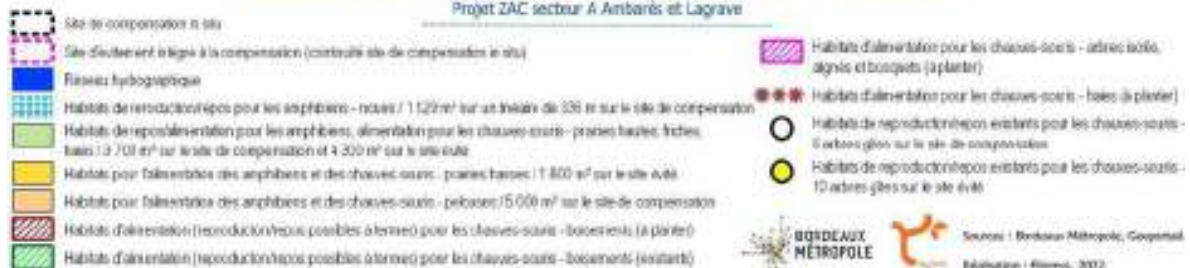 Projet ZAC secteur A Ambarès et Lagrave
Site de compensation in situ
Site d'évitement intégré à la compensation (continuité site de compensation in situ)
Réseau hydrographique
Habitats de reproduction/repos pour les amphibiens - noues / 1 129 m² sur un linéaire de 336 m sur le site de compensation
Habitats de repos/alimentation pour les amphibiens, alimentation pour les chauves-souris - prairies hautes, friches,
haies / 3 700 m² sur le site de compensation et 4 300 m² sur le site évité
Habitats pour l'alimentation des amphibiens et des chauves-souris - prairies basses / 1 800 m² sur le site évité
Habitats pour l'alimentation des amphibiens et des chauves-souris - pelouses / 5 000 m² sur le site de compensation
Habitats d'alimentation (reproduction/repos possibles à termes) pour les chauves-souris - boisements (à planter)
Habitats d'alimentation (reproduction/repos possibles à termes) pour les chauves-souris - boisements (existants)
Habitats d'alimentation pour les chauves-souris - arbres isolés,
alignés et bosquets (à planter)
Habitats d'alimentation pour les chauves-souris - haies (à planter)
Habitats de reproduction/repos existants pour les chauves-souris -
6 arbres gîtes sur le site de compensation
Habitats de reproduction/repos existants pour les chauves-souris -
10 arbres gîtes sur le site évité
BORDEAUX
MÉTROPOLE
Sources : Bordeaux Métropole, Géoportail
Réalisation : 2022